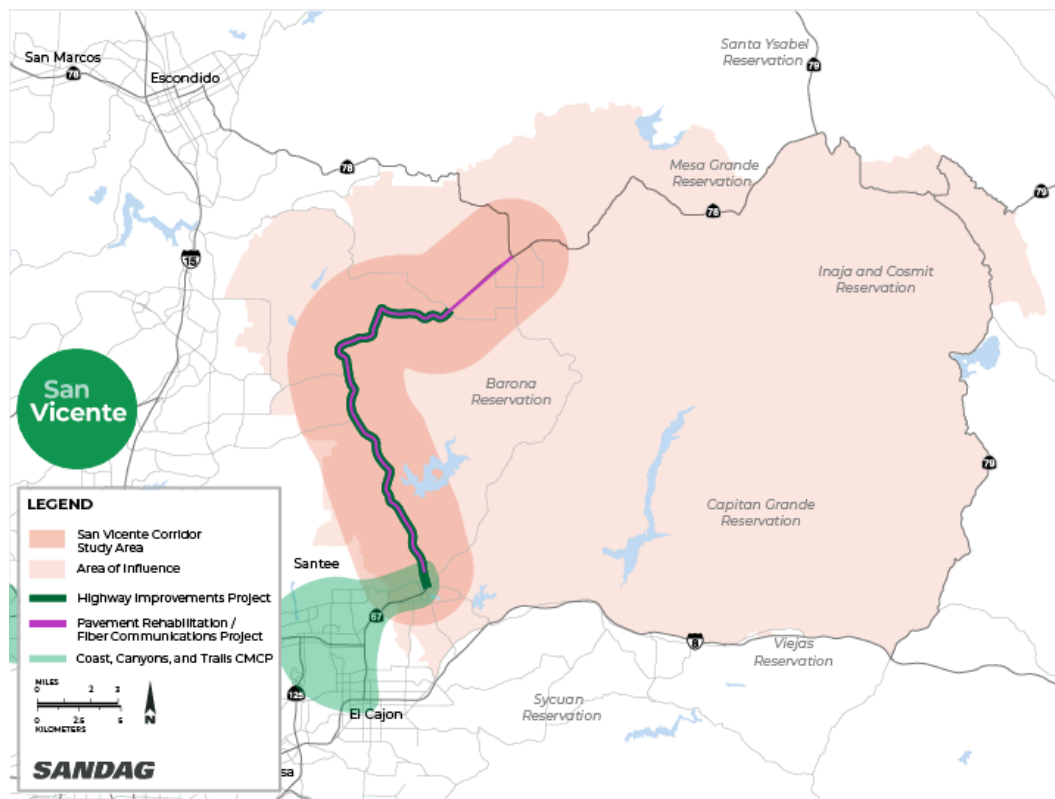 San Marcos
78
Escondido
Santa Ysabel
Reservation
79
78
Mesa Grande
Reservation
78
79
15
Inaja and Cosmit
Reservation
San
Vicente
Barona
Reservation
79
Capitan Grande
Reservation
LEGEND
San Vicente Corridor
Study Area
Area of Influence
Highway Improvements Project
Pavement Rehabilitation /
Fiber Communications Project
Coast, Canyons, and Trails CMCP
MILES
0 2 3
0 2.5 5
KILOMETERS
N
SANDAG
Santee
67
8
Viejas
Reservation
125
El Cajon
Sycuan
Reservation
sa